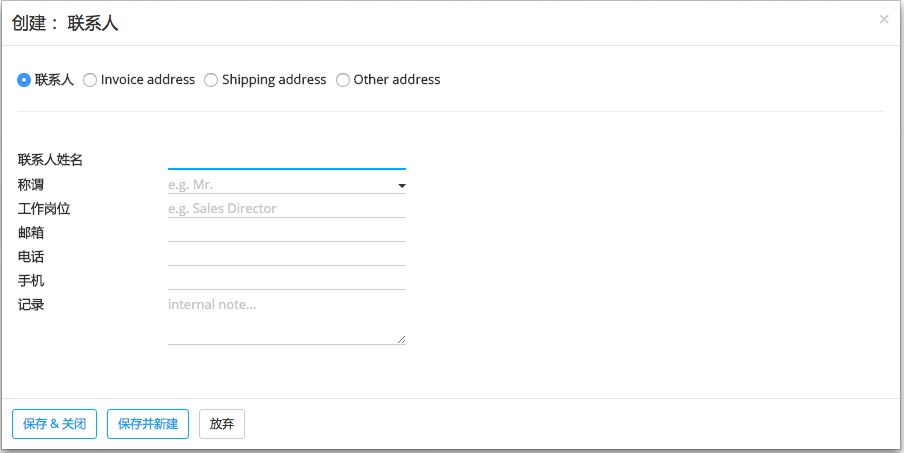 创建： 联系人
×
联系人 Invoice address Shipping address Other address
联系人姓名
称谓 e.g. Mr.
工作岗位 e.g. Sales Director
邮箱
电话
手机
记录 internal note...
保存 & 关闭 保存并新建 放弃